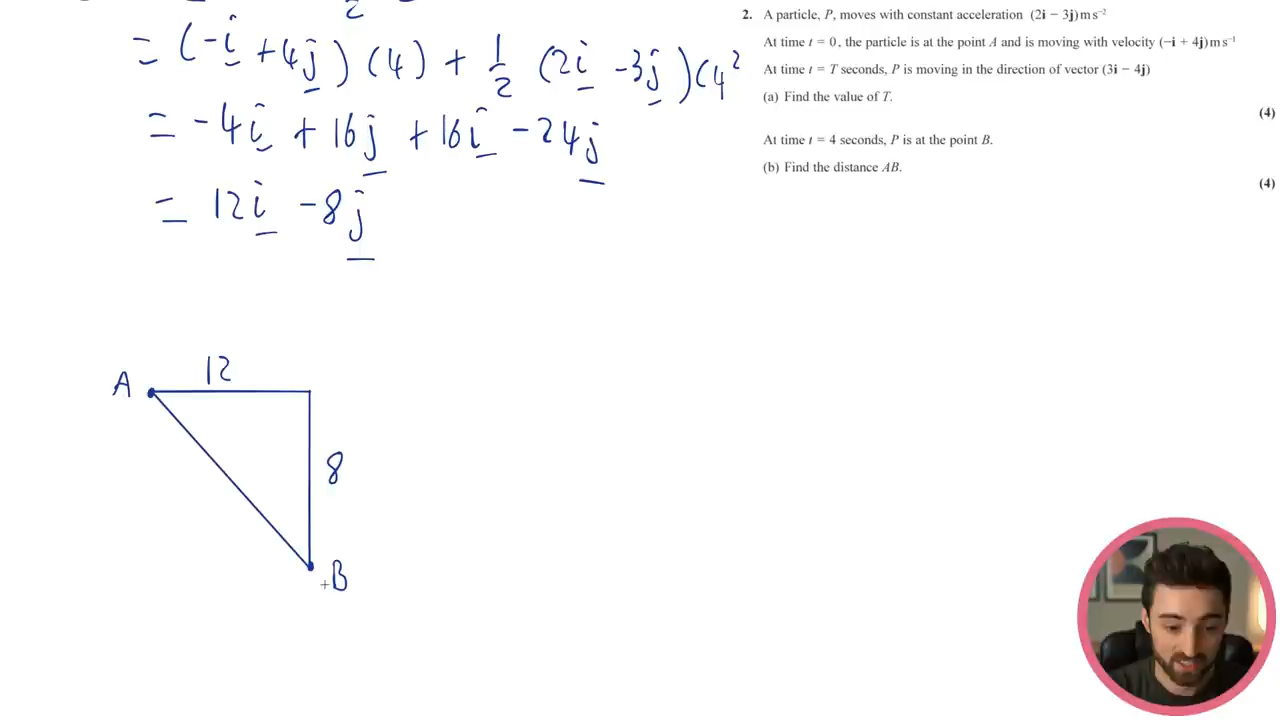 2
= (-i + 4j)(4) + 1/2 (2i - 3j)(4²
= -4i + 16j + 16i - 24j
= 12i - 8j
A
12
8
B
2. A particle, P, moves with constant acceleration (2i − 3j) m s⁻²
At time t = 0, the particle is at the point A and is moving with velocity (−i + 4j) m s⁻¹
At time t = T seconds, P is moving in the direction of vector (3i − 4j)
(a) Find the value of T.
(4)
At time t = 4 seconds, P is at the point B.
(b) Find the distance AB.
(4)